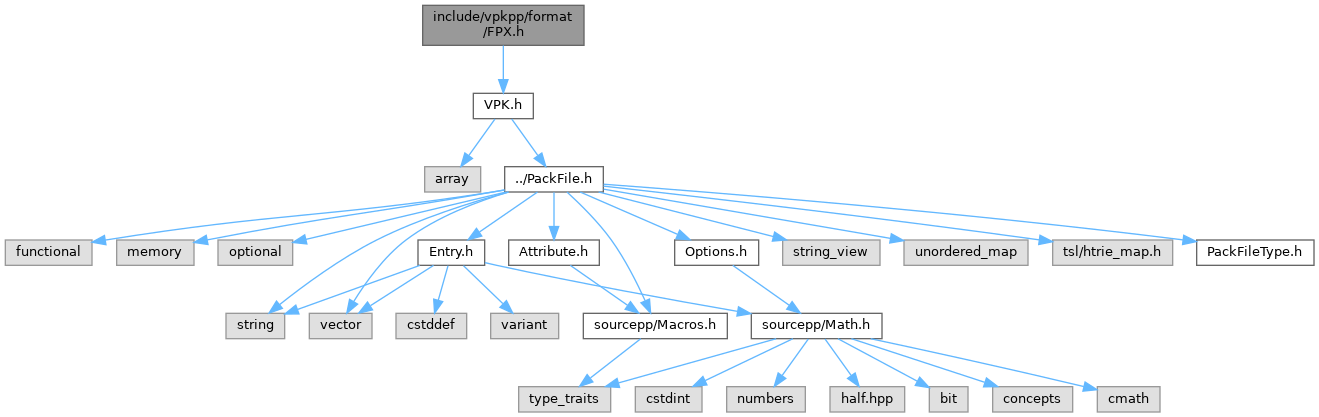 include/vpkpp/format
/FPX.h
VPK.h
array
../PackFile.h
functional
memory
optional
Entry.h
Attribute.h
Options.h
string_view
unordered_map
tsl/htrie_map.h
PackFileType.h
string
vector
cstddef
variant
sourcepp/Macros.h
sourcepp/Math.h
type_traits
cstdint
numbers
half.hpp
bit
concepts
cmath